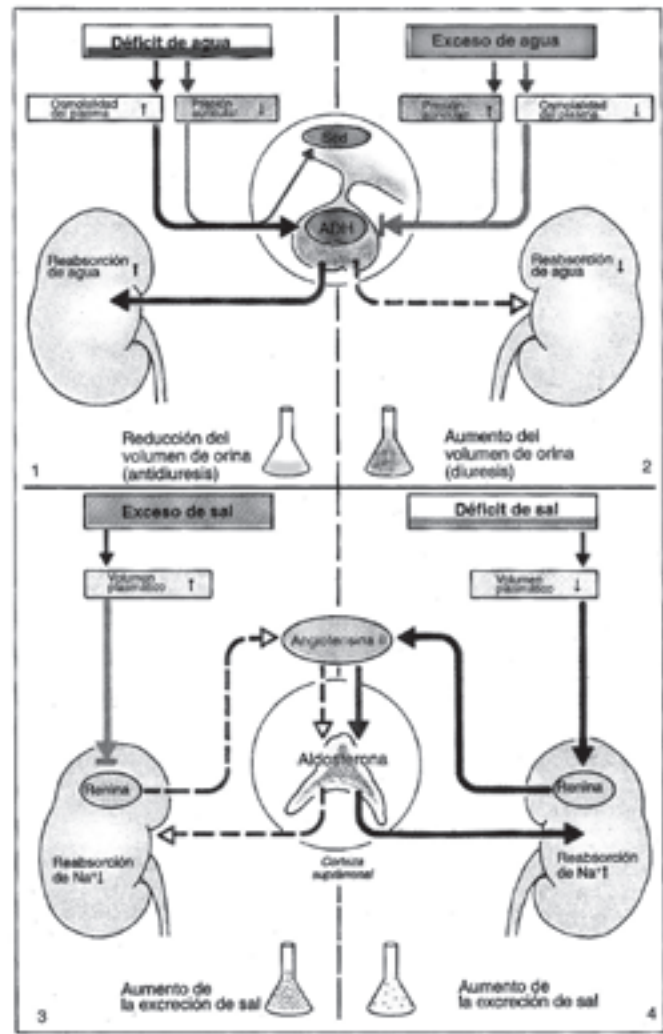 Déficit de agua
Exceso de agua
Osmolalidad
del plasma ↑
Presión
auricular ↓
Presión
auricular ↑
Osmolalidad
del plasma ↓
Sed
ADH
Reabsorción
de agua ↑
Reabsorción
de agua ↓
Reducción del
volumen de orina
(antidiuresis)
1
Aumento del
volumen de orina
(diuresis)
2
Exceso de sal
Déficit de sal
Volumen
plasmático ↑
Volumen
plasmático ↓
Angiotensina II
Aldosterona
Renina
Renina
Reabsorción
de Na⁺↓
Reabsorción
de Na⁺↑
Corteza
suprarrenal
Aumento de
la excreción de sal
3
Aumento de
la excreción de sal
4